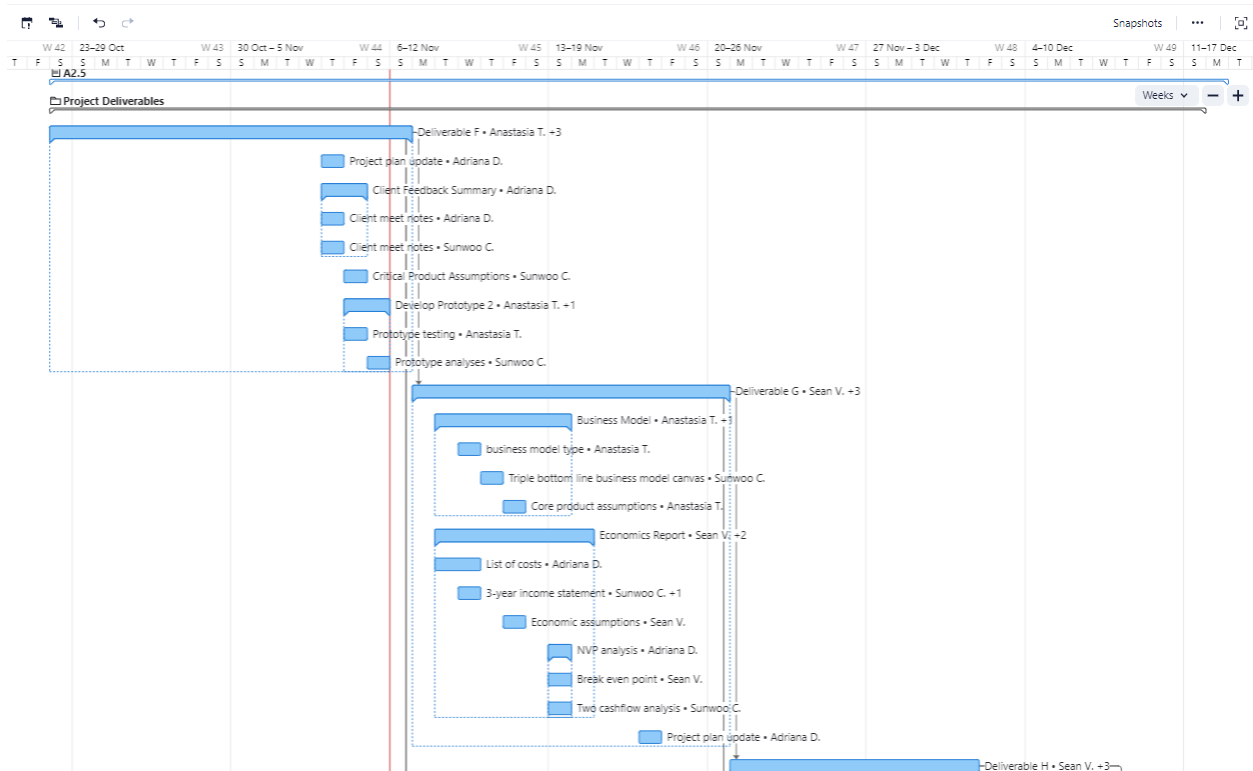 Snapshots
W 42 23–29 Oct W 43 30 Oct – 5 Nov W 44 6–12 Nov W 45 13–19 Nov W 46 20–26 Nov W 47 27 Nov – 3 Dec W 48 4–10 Dec W 49 11–17 Dec
T F S S M T W T F S S M T W T F S S M T W T F S S M T W T F S S M T W T F S S M T W T F S S M T W T F S S M T
A2.5
Weeks
Project Deliverables
Deliverable F • Anastasia T. +3
Project plan update • Adriana D.
Client Feedback Summary • Adriana D.
Client meet notes • Adriana D.
Client meet notes • Sunwoo C.
Critical Product Assumptions • Sunwoo C.
Develop Prototype 2 • Anastasia T. +1
Prototype testing • Anastasia T.
Prototype analyses • Sunwoo C.
Deliverable G • Sean V. +3
Business Model • Anastasia T. +1
business model type • Anastasia T.
Triple bottom line business model canvas • Sunwoo C.
Core product assumptions • Anastasia T.
Economics Report • Sean V. +2
List of costs • Adriana D.
3-year income statement • Sunwoo C. +1
Economic assumptions • Sean V.
NVP analysis • Adriana D.
Break even point • Sean V.
Two cashflow analysis • Sunwoo C.
Project plan update • Adriana D.
Deliverable H • Sean V. +3